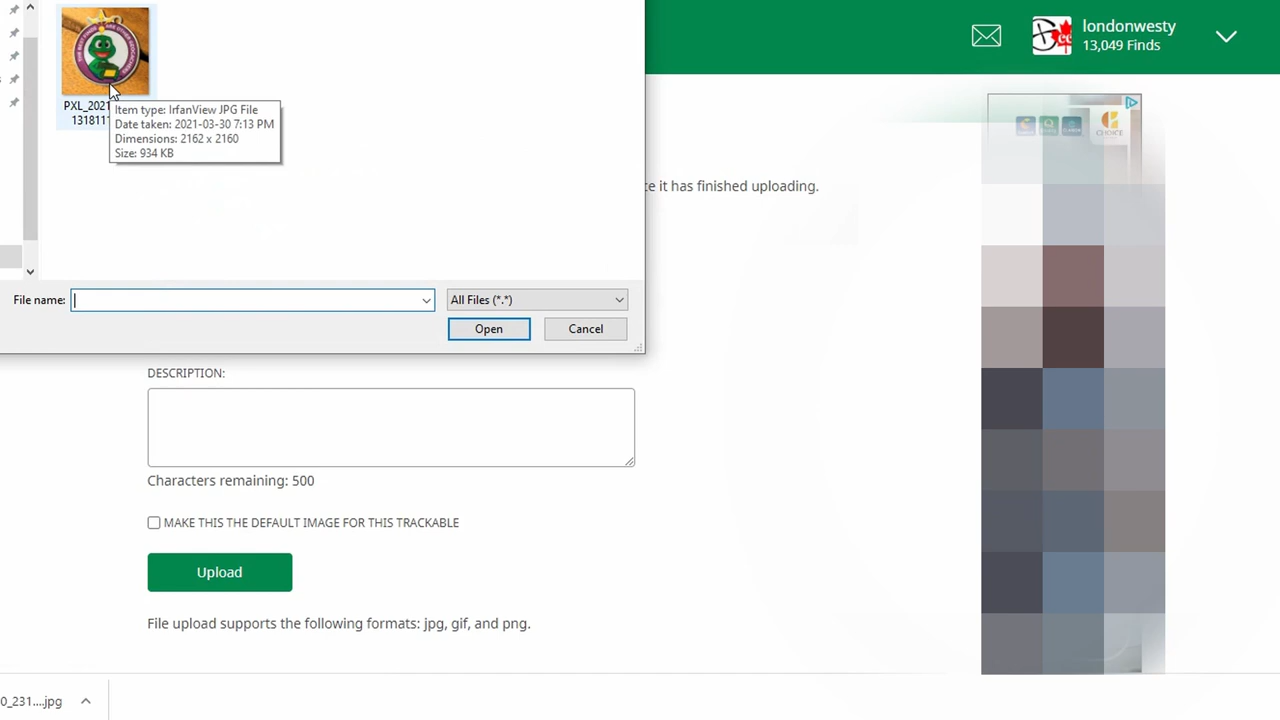 londonwesty
13,049 Finds
PXL_2021
1318111
Item type: IrfanView JPG File
Date taken: 2021-03-30 7:13 PM
Dimensions: 2162 x 2160
Size: 934 KB
CHOICE
ce it has finished uploading.
File name:
All Files (*.*)
Open
Cancel
DESCRIPTION:
Characters remaining: 500
MAKE THIS THE DEFAULT IMAGE FOR THIS TRACKABLE
Upload
File upload supports the following formats: jpg, gif, and png.
0_231....jpg